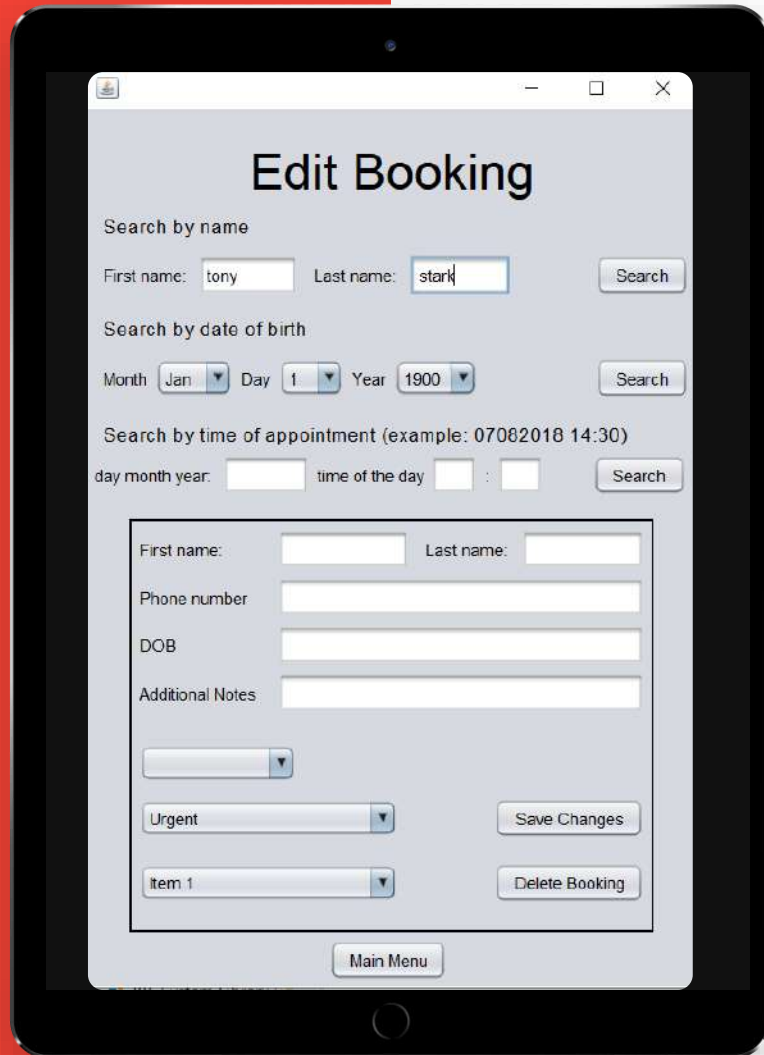 Edit Booking
Search by name
First name: tony Last name: stark Search
Search by date of birth
Month Jan Day 1 Year 1900 Search
Search by time of appointment (example: 07082018 14:30)
day month year: time of the day : Search
First name: Last name:
Phone number
DOB
Additional Notes
Urgent Save Changes
Item 1 Delete Booking
Main Menu